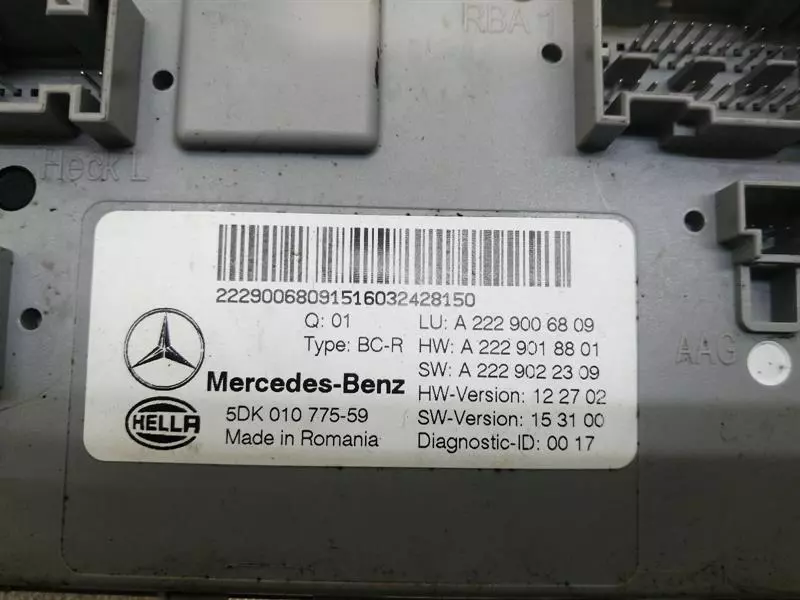 RBA 1
Heck L
AAG
2229006809151603242815​0
Q: 01
LU: A 222 900 68 09
Type: BC-R
HW: A 222 901 88 01
SW: A 222 902 23 09
Mercedes-Benz
HW-Version: 12 27 02
HELLA
5DK 010 775-59
SW-Version: 15 31 00
Made in Romania
Diagnostic-ID: 00 17